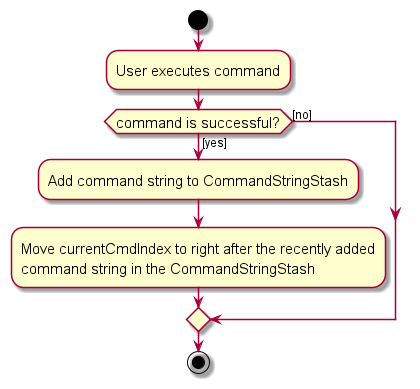 User executes command
command is successful?
[no]
[yes]
Add command string to CommandStringStash
Move currentCmdIndex to right after the recently added
command string in the CommandStringStash